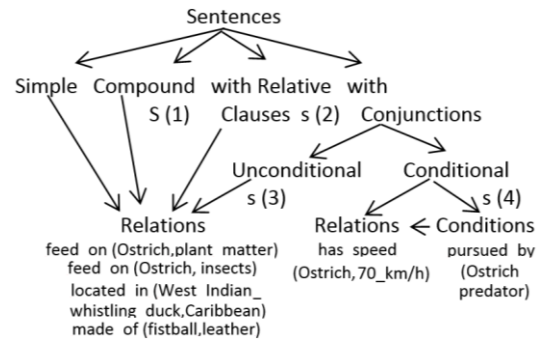 Sentences
Simple Compound with Relative with
S (1) Clauses s (2) Conjunctions
Unconditional Conditional
s (3) s (4)
Relations Relations Conditions
feed on (Ostrich,plant matter) has speed pursued by
feed on (Ostrich, insects) (Ostrich,70_km/h) (Ostrich
located in (West Indian_ predator)
whistling duck,Caribbean)
made of (fistball,leather)